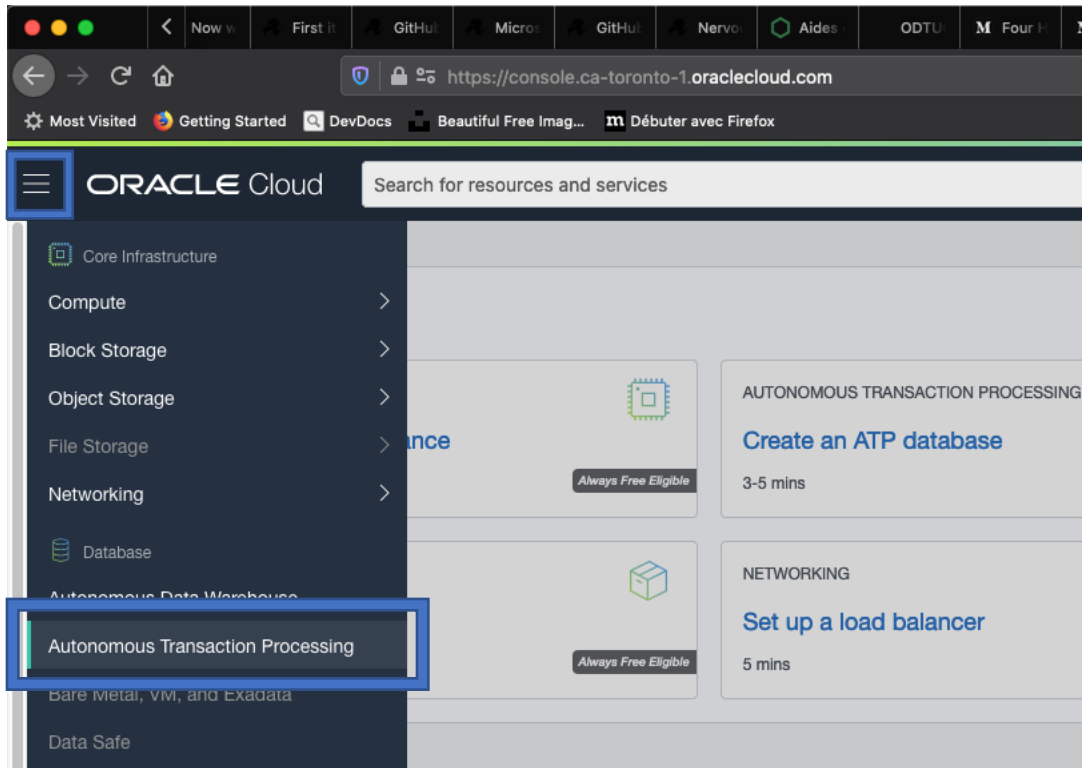 Now w First it GitHub Micros GitHub Nervo Aides ODTU M Four H
https://console.ca-toronto-1.oraclecloud.com
Most Visited Getting Started DevDocs Beautiful Free Imag... m Débuter avec Firefox
ORACLE Cloud Search for resources and services
Core Infrastructure
Compute
Block Storage
Object Storage
File Storage
Networking
Database
Autonomous Data Warehouse
Autonomous Transaction Processing
Bare Metal, VM, and Exadata
Data Safe
ance
Always Free Eligible
AUTONOMOUS TRANSACTION PROCESSING
Create an ATP database
3-5 mins
Always Free Eligible
NETWORKING
Set up a load balancer
5 mins